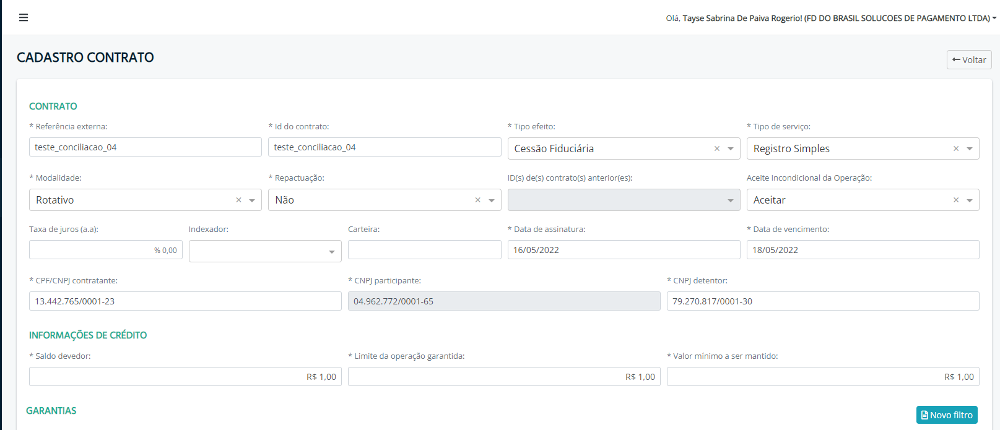 Olá, Tayse Sabrina De Paiva Rogerio! (FD DO BRASIL SOLUCOES DE PAGAMENTO LTDA)
CADASTRO CONTRATO
Voltar
CONTRATO
* Referência externa: * Id do contrato: * Tipo efeito: * Tipo de serviço:
teste_conciliacao_04 teste_conciliacao_04 Cessão Fiduciária × Registro Simples ×
* Modalidade: * Repactuação: ID(s) de(s) contrato(s) anterior(es): Aceite Incondicional da Operação:
Rotativo × Não × Aceitar ×
Taxa de juros (a.a): Indexador: Carteira: * Data de assinatura: * Data de vencimento:
% 0,00 16/05/2022 18/05/2022
* CPF/CNPJ contratante: * CNPJ participante: * CNPJ detentor:
13.442.765/0001-23 04.962.772/0001-65 79.270.817/0001-30
INFORMAÇÕES DE CRÉDITO
* Saldo devedor: * Limite da operação garantida: * Valor mínimo a ser mantido:
R$ 1,00 R$ 1,00 R$ 1,00
GARANTIAS
Novo filtro